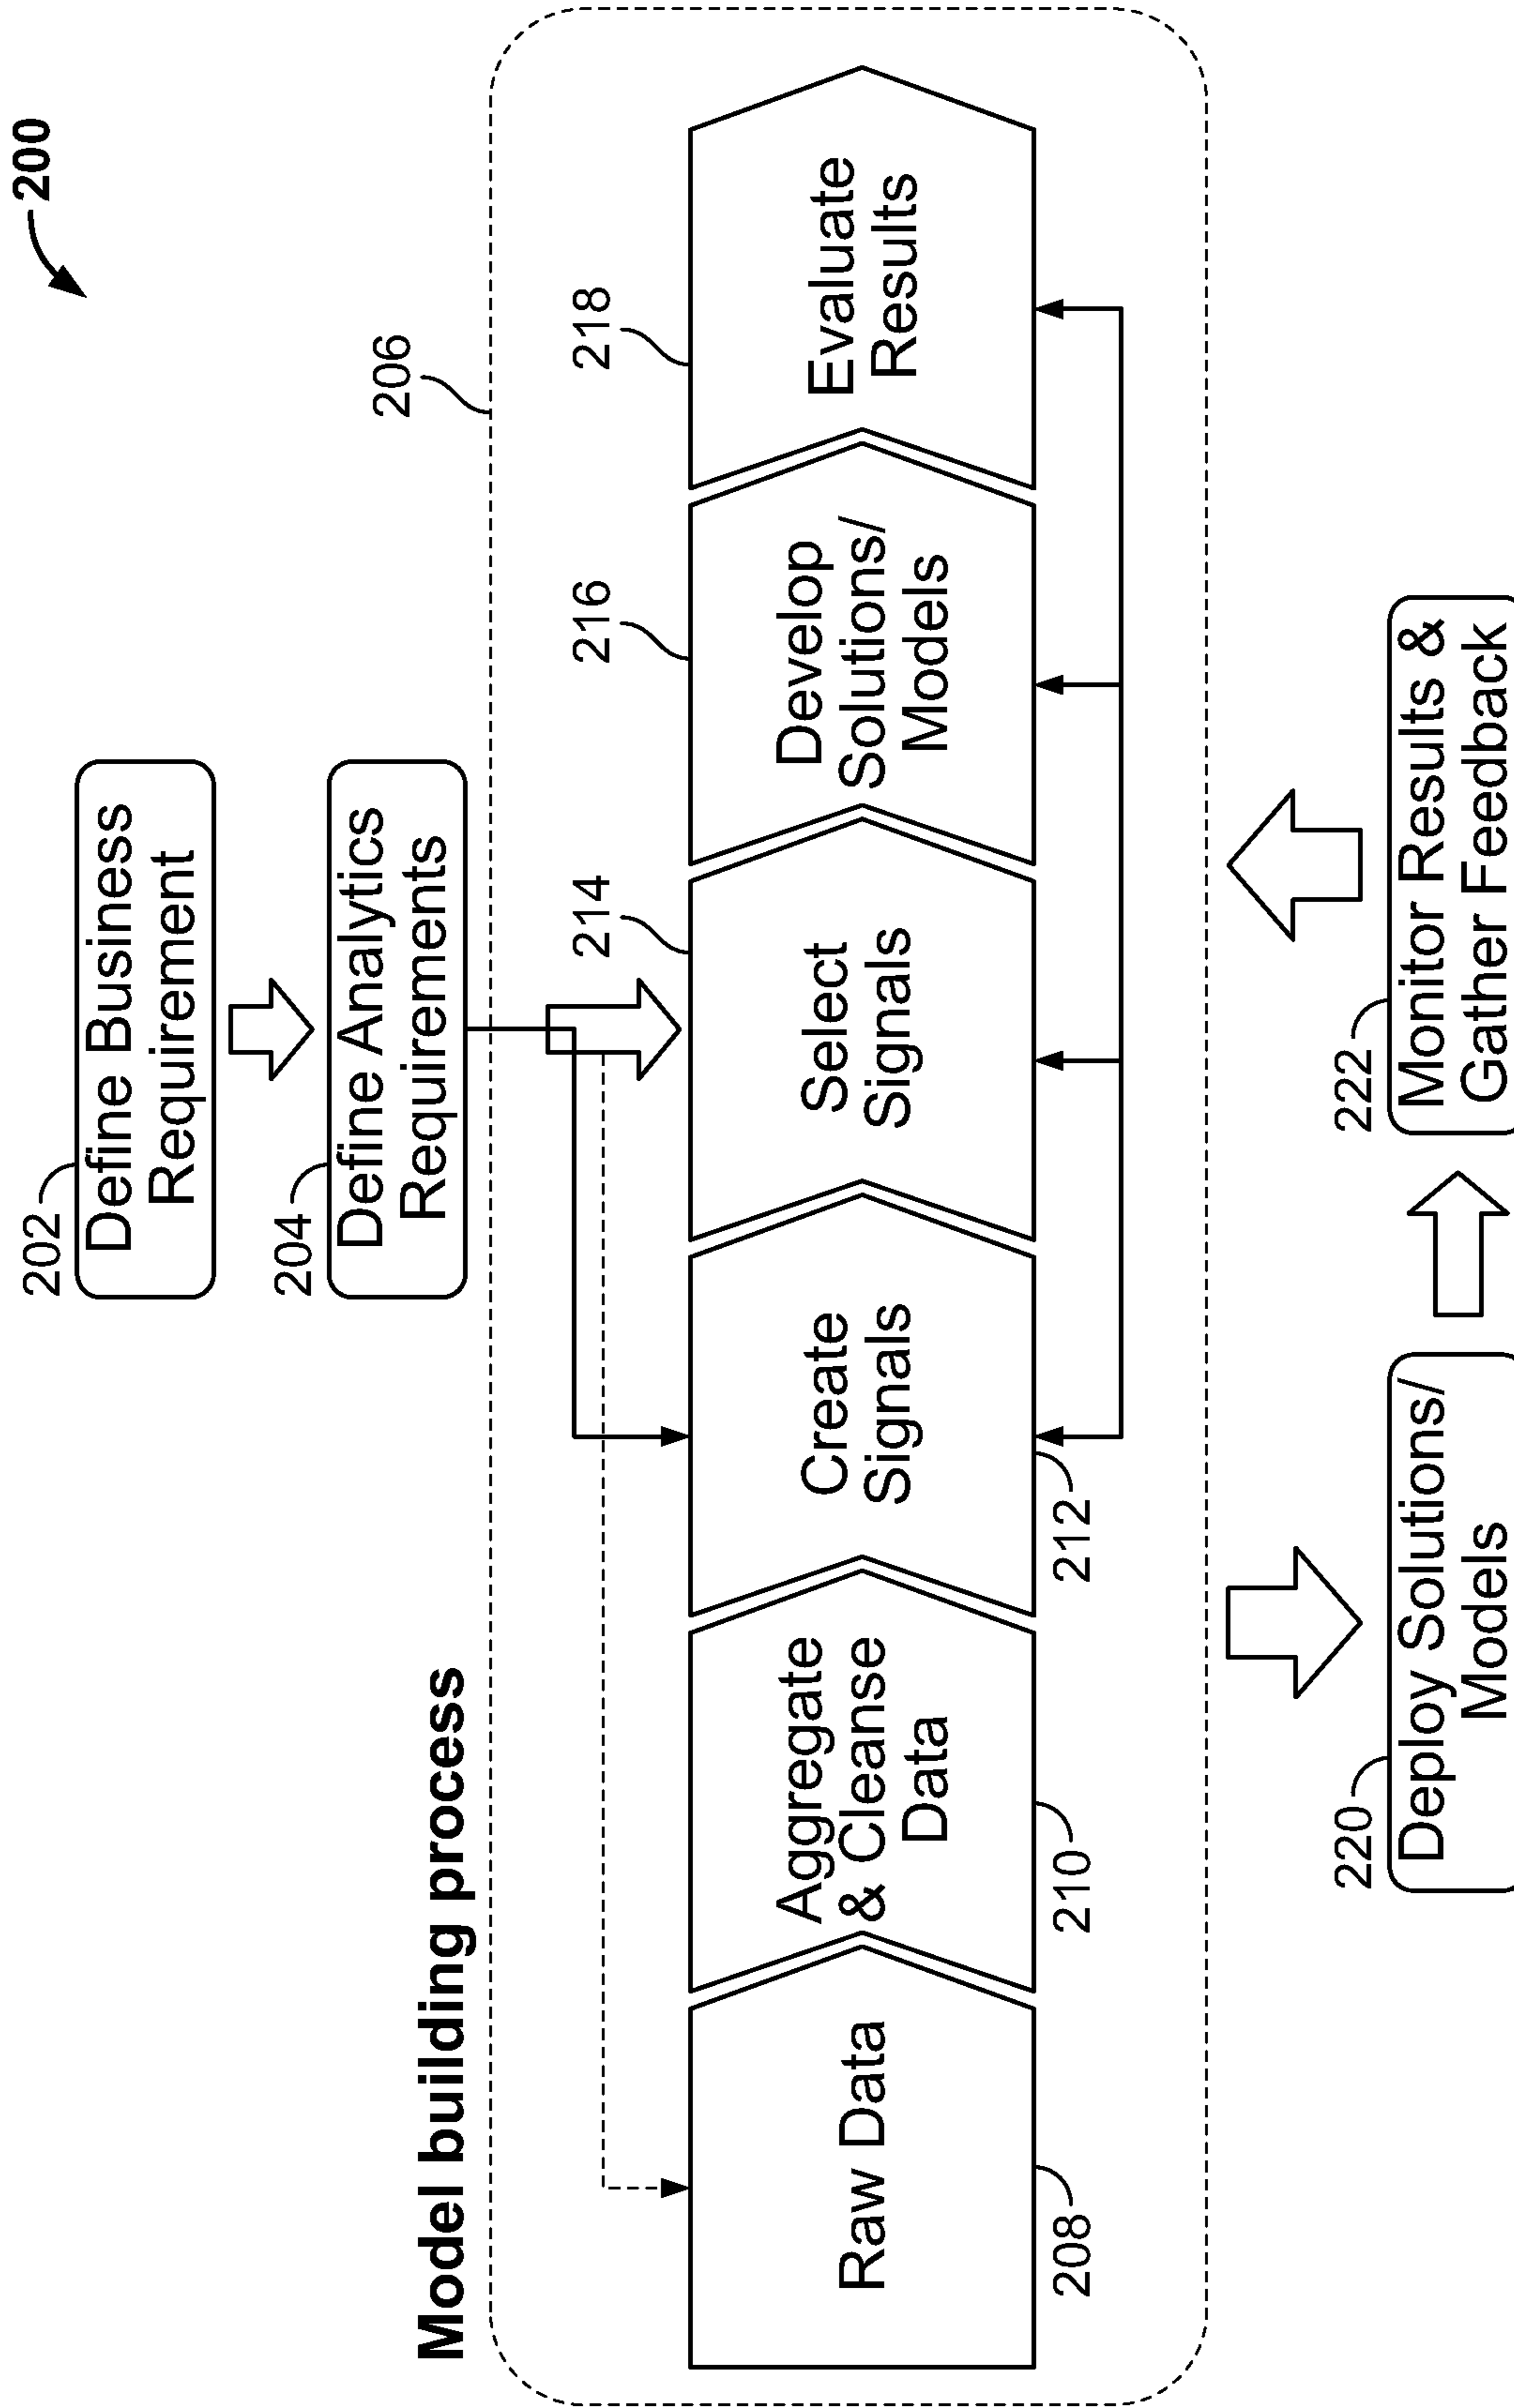 200
202
Define Business
Requirement
204
Define Analytics
Requirements
Model building process
206
208
Raw Data
210
Aggregate
& Cleanse
Data
212
Create
Signals
214
Select
Signals
216
Develop
Solutions/
Models
218
Evaluate
Results
220
Deploy Solutions/
Models
222
Monitor Results &
Gather Feedback